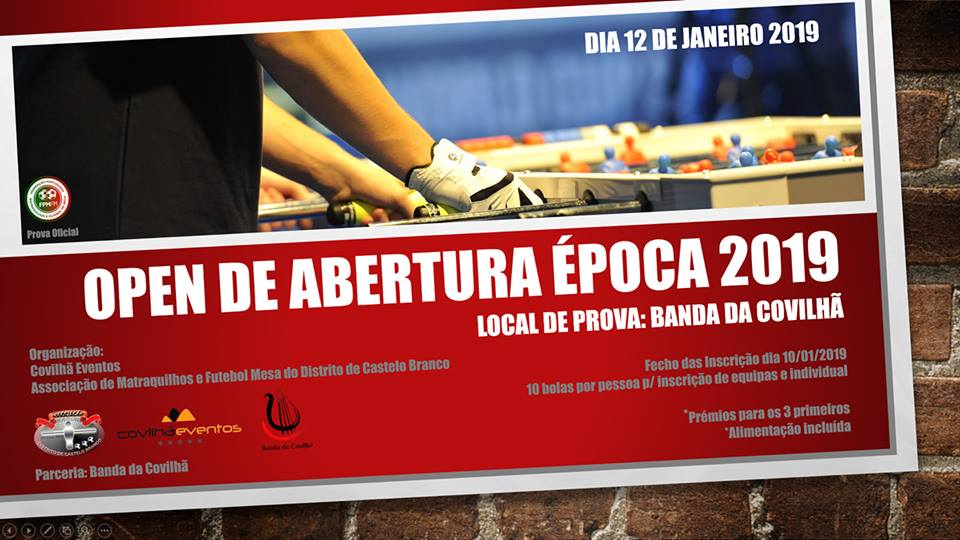 DIA 12 DE JANEIRO 2019
FPMFM
Prova Oficial
OPEN DE ABERTURA ÉPOCA 2019
LOCAL DE PROVA: BANDA DA COVILHÃ
Organização:
Covilhã Eventos
Associação de Matraquilhos e Futebol Mesa do Distrito de Castelo Branco
Fecho das Inscrição dia 10/01/2019
10 bolas por pessoa p/ inscrição de equipas e individual
*Prémios para os 3 primeiros
*Alimentação incluída
covilhãeventos
Banda da Covilhã
Parceria: Banda da Covilhã